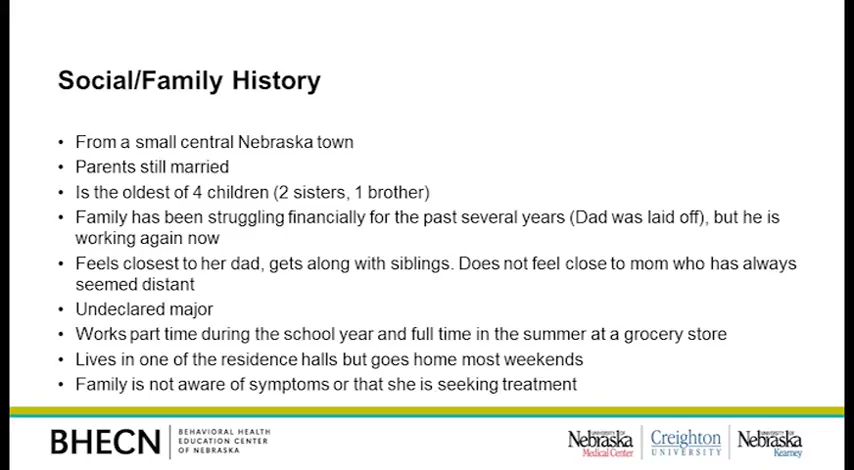 Social/Family History
• From a small central Nebraska town
• Parents still married
• Is the oldest of 4 children (2 sisters, 1 brother)
• Family has been struggling financially for the past several years (Dad was laid off), but he is
working again now
• Feels closest to her dad, gets along with siblings. Does not feel close to mom who has always
seemed distant
• Undeclared major
• Works part time during the school year and full time in the summer at a grocery store
• Lives in one of the residence halls but goes home most weekends
• Family is not aware of symptoms or that she is seeking treatment
BHECN
BEHAVIORAL HEALTH
EDUCATION CENTER
OF NEBRASKA
UNIVERSITY OF
Nebraska
Medical Center
Creighton
UNIVERSITY
UNIVERSITY OF
Nebraska
Kearney